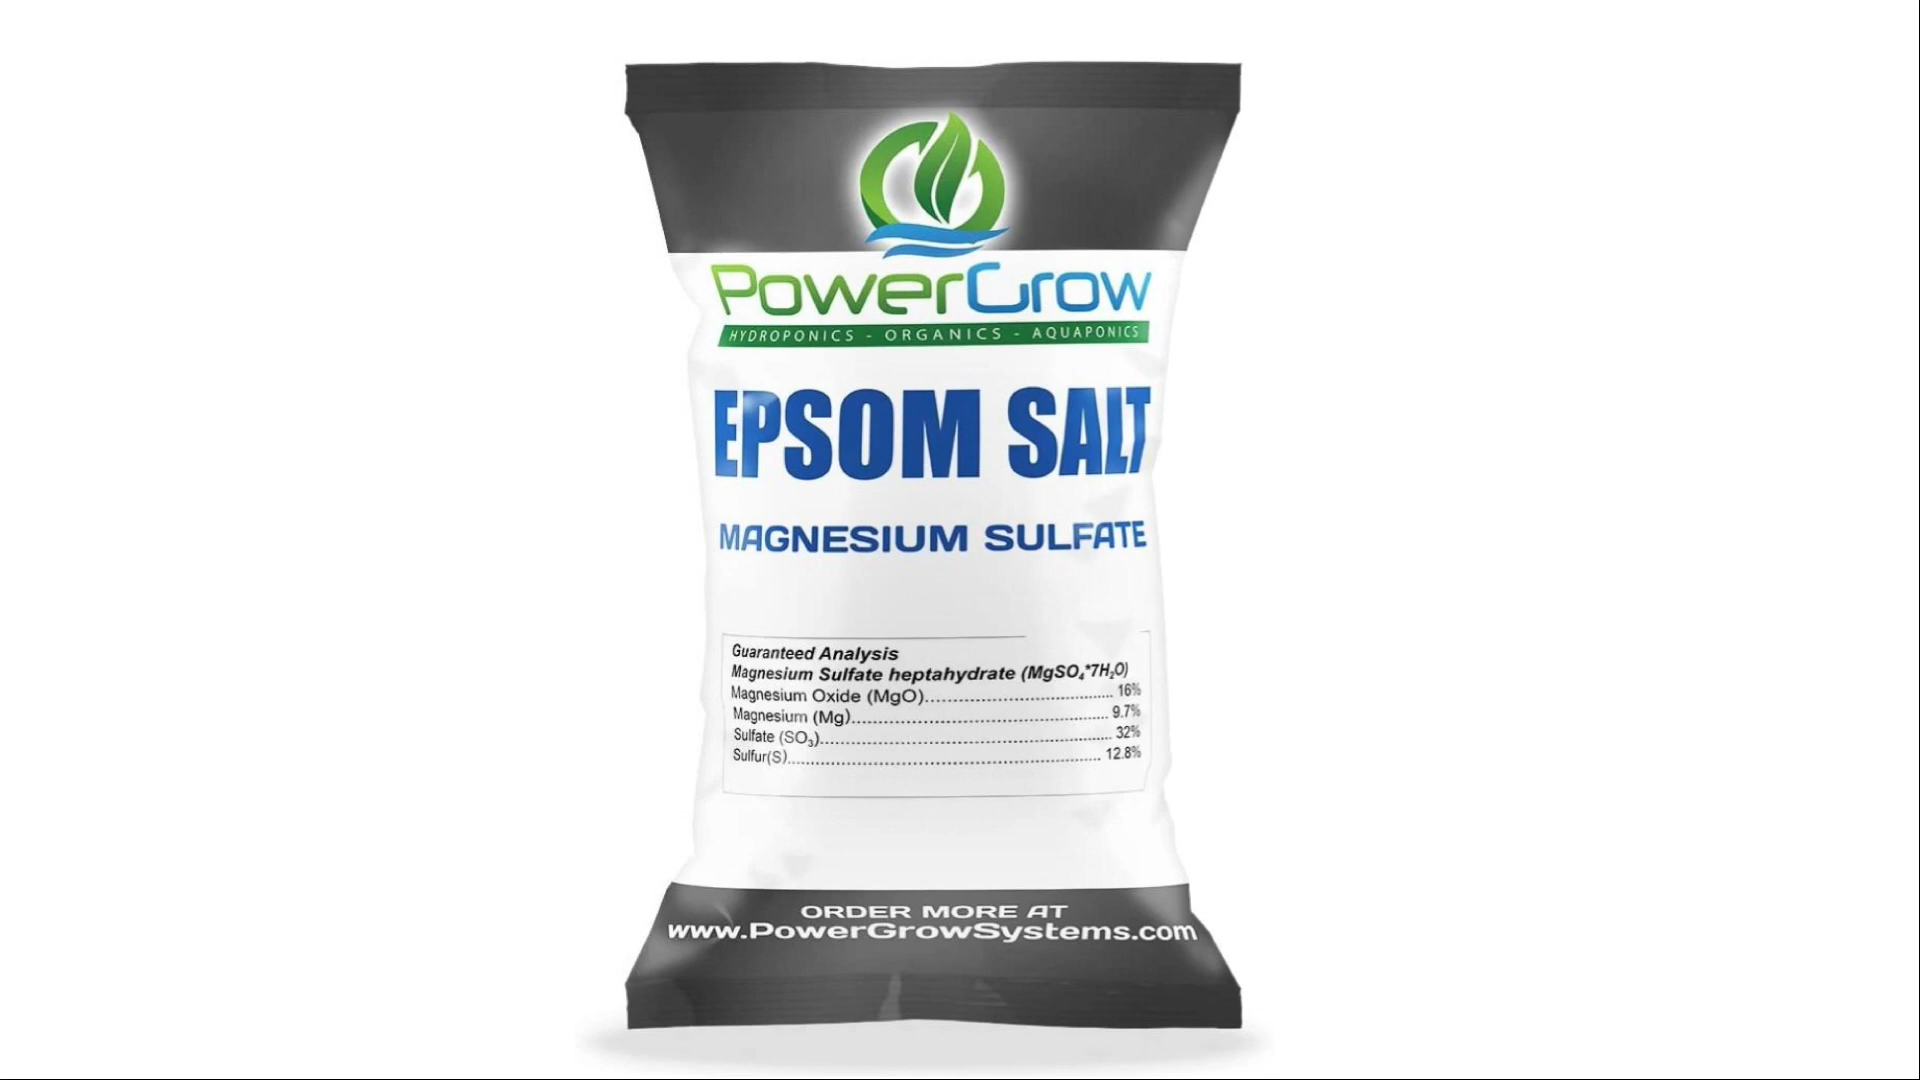 PowerGrow
HYDROPONICS - ORGANICS - AQUAPONICS
EPSOM SALT
MAGNESIUM SULFATE
Guaranteed Analysis
Magnesium Sulfate heptahydrate (MgSO₄*7H₂O)
Magnesium Oxide (MgO)........................................ 16%
Magnesium (Mg)........................................................ 9.7%
Sulfate (SO₃)............................................................... 32%
Sulfur(S)..................................................................... 12.8%
ORDER MORE AT
www.PowerGrowSystems.com